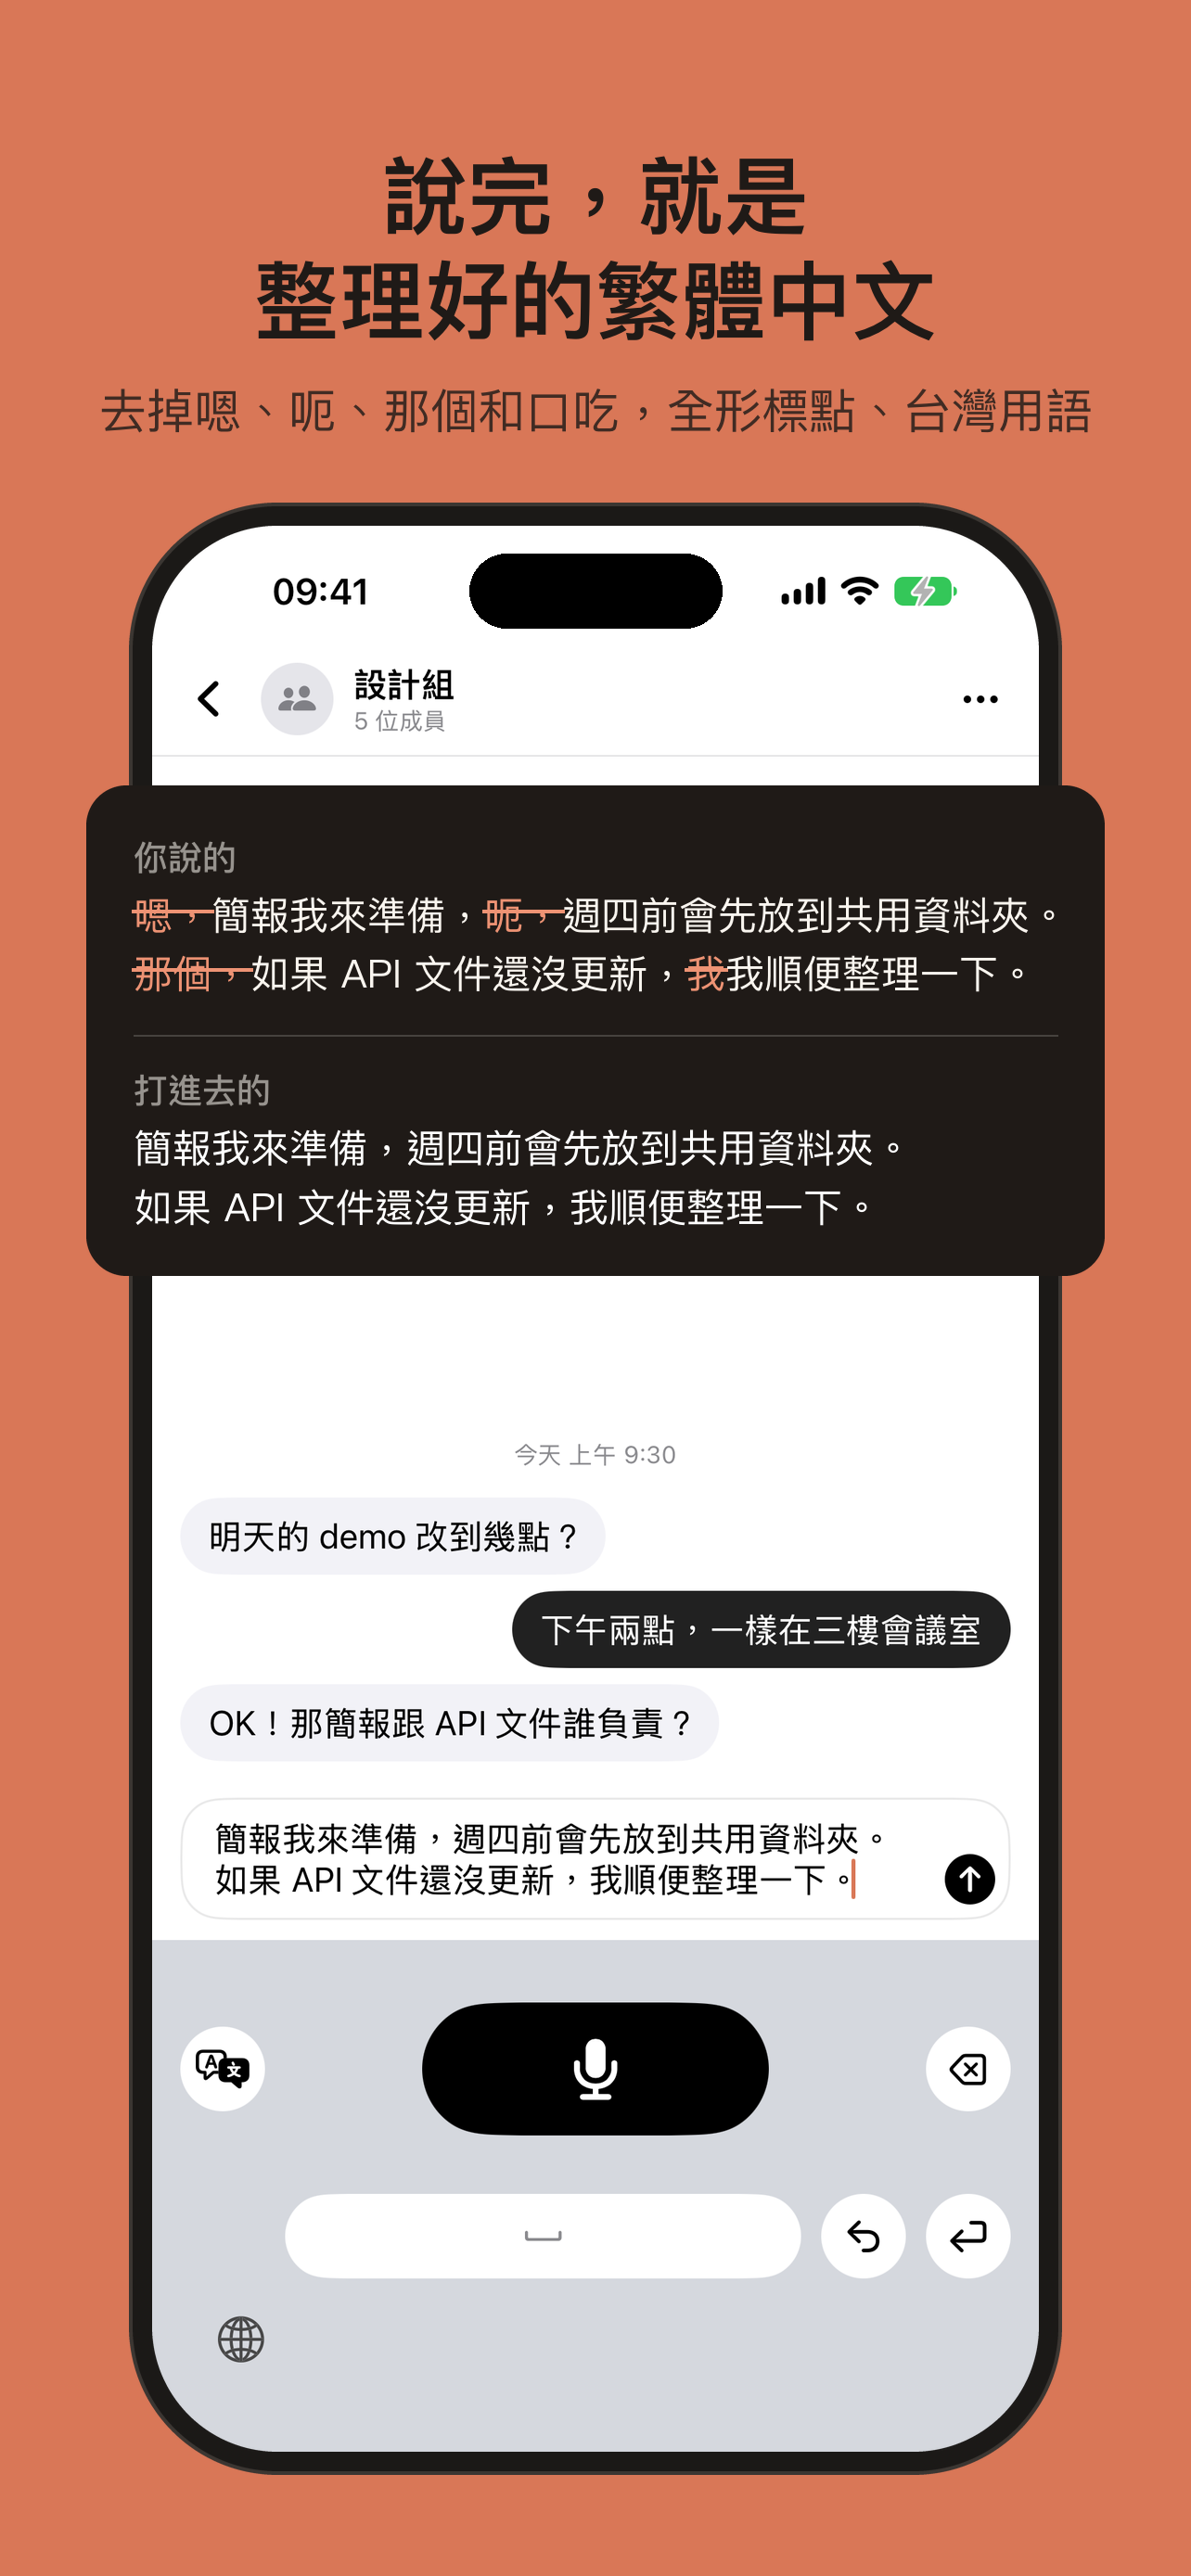 說完，就是
整理好的繁體中文
去掉嗯、呃、那個和口吃，全形標點、台灣用語
09:41
設計組
5 位成員
你說的
嗯，簡報我來準備，呃，週四前會先放到共用資料夾。
那個，如果 API 文件還沒更新，我我順便整理一下。
打進去的
簡報我來準備，週四前會先放到共用資料夾。
如果 API 文件還沒更新，我順便整理一下。
今天 上午 9:30
明天的 demo 改到幾點？
下午兩點，一樣在三樓會議室
OK！那簡報跟 API 文件誰負責？
簡報我來準備，週四前會先放到共用資料夾。
如果 API 文件還沒更新，我順便整理一下。
A 文